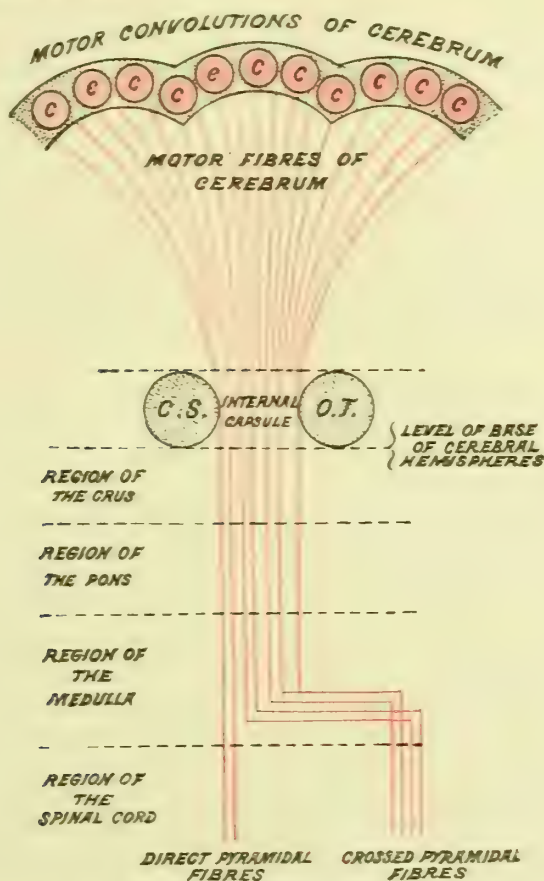 MOTOR CONVOLUTIONS OF CEREBRUM
C e C C e C C C C C C
MOTOR FIBRES OF
CEREBRUM
C.S.
INTERNAL
CAPSULE
O.T.
LEVEL OF BASE
OF CEREBRAL
HEMISPHERES
REGION OF
THE CRUS
REGION OF
THE PONS
REGION OF
THE
MEDULLA
REGION OF
THE
SPINAL CORD
DIRECT PYRAMIDAL
FIBRES
CROSSED PYRAMIDAL
FIBRES